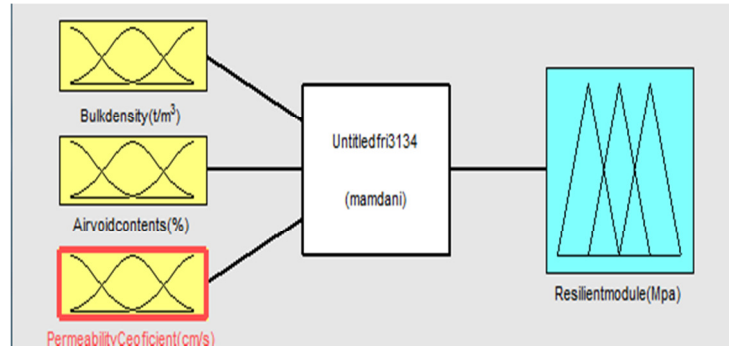 Bulkdensity(t/m³)
Untitledfri3134
(mamdani)
Airvoidcontents(%)
Resilientmodule(Mpa)
PermeabilityCeoficient(cm/s)